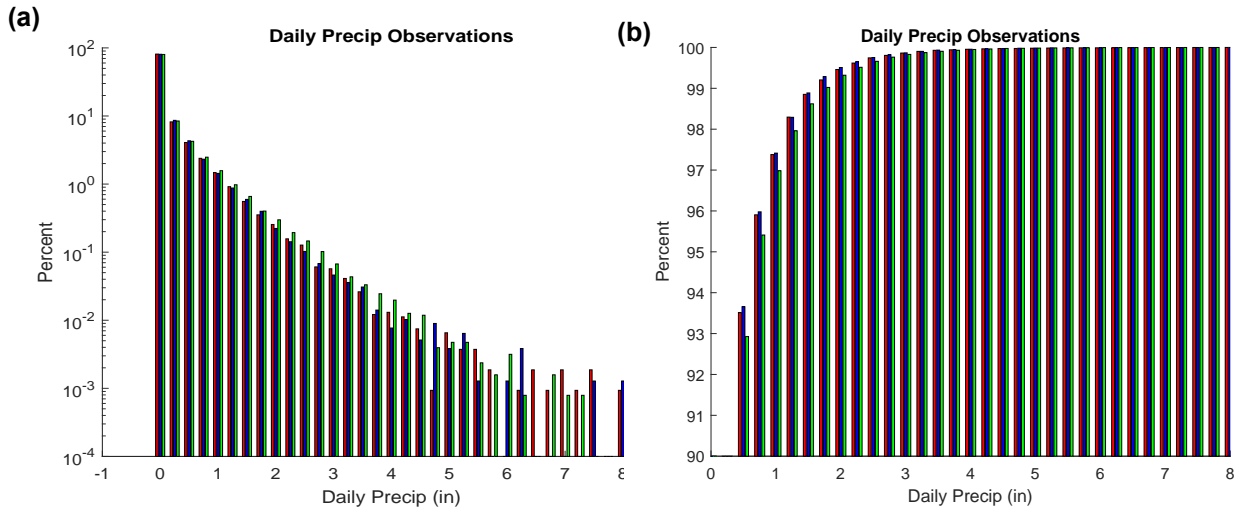 (a)
Daily Precip Observations
Percent
10^2
10^1
10^0
10^-1
10^-2
10^-3
10^-4
-1 0 1 2 3 4 5 6 7 8
Daily Precip (in)
(b)
Daily Precip Observations
Percent
100
99
98
97
96
95
94
93
92
91
90
0 1 2 3 4 5 6 7 8
Daily Precip (in)